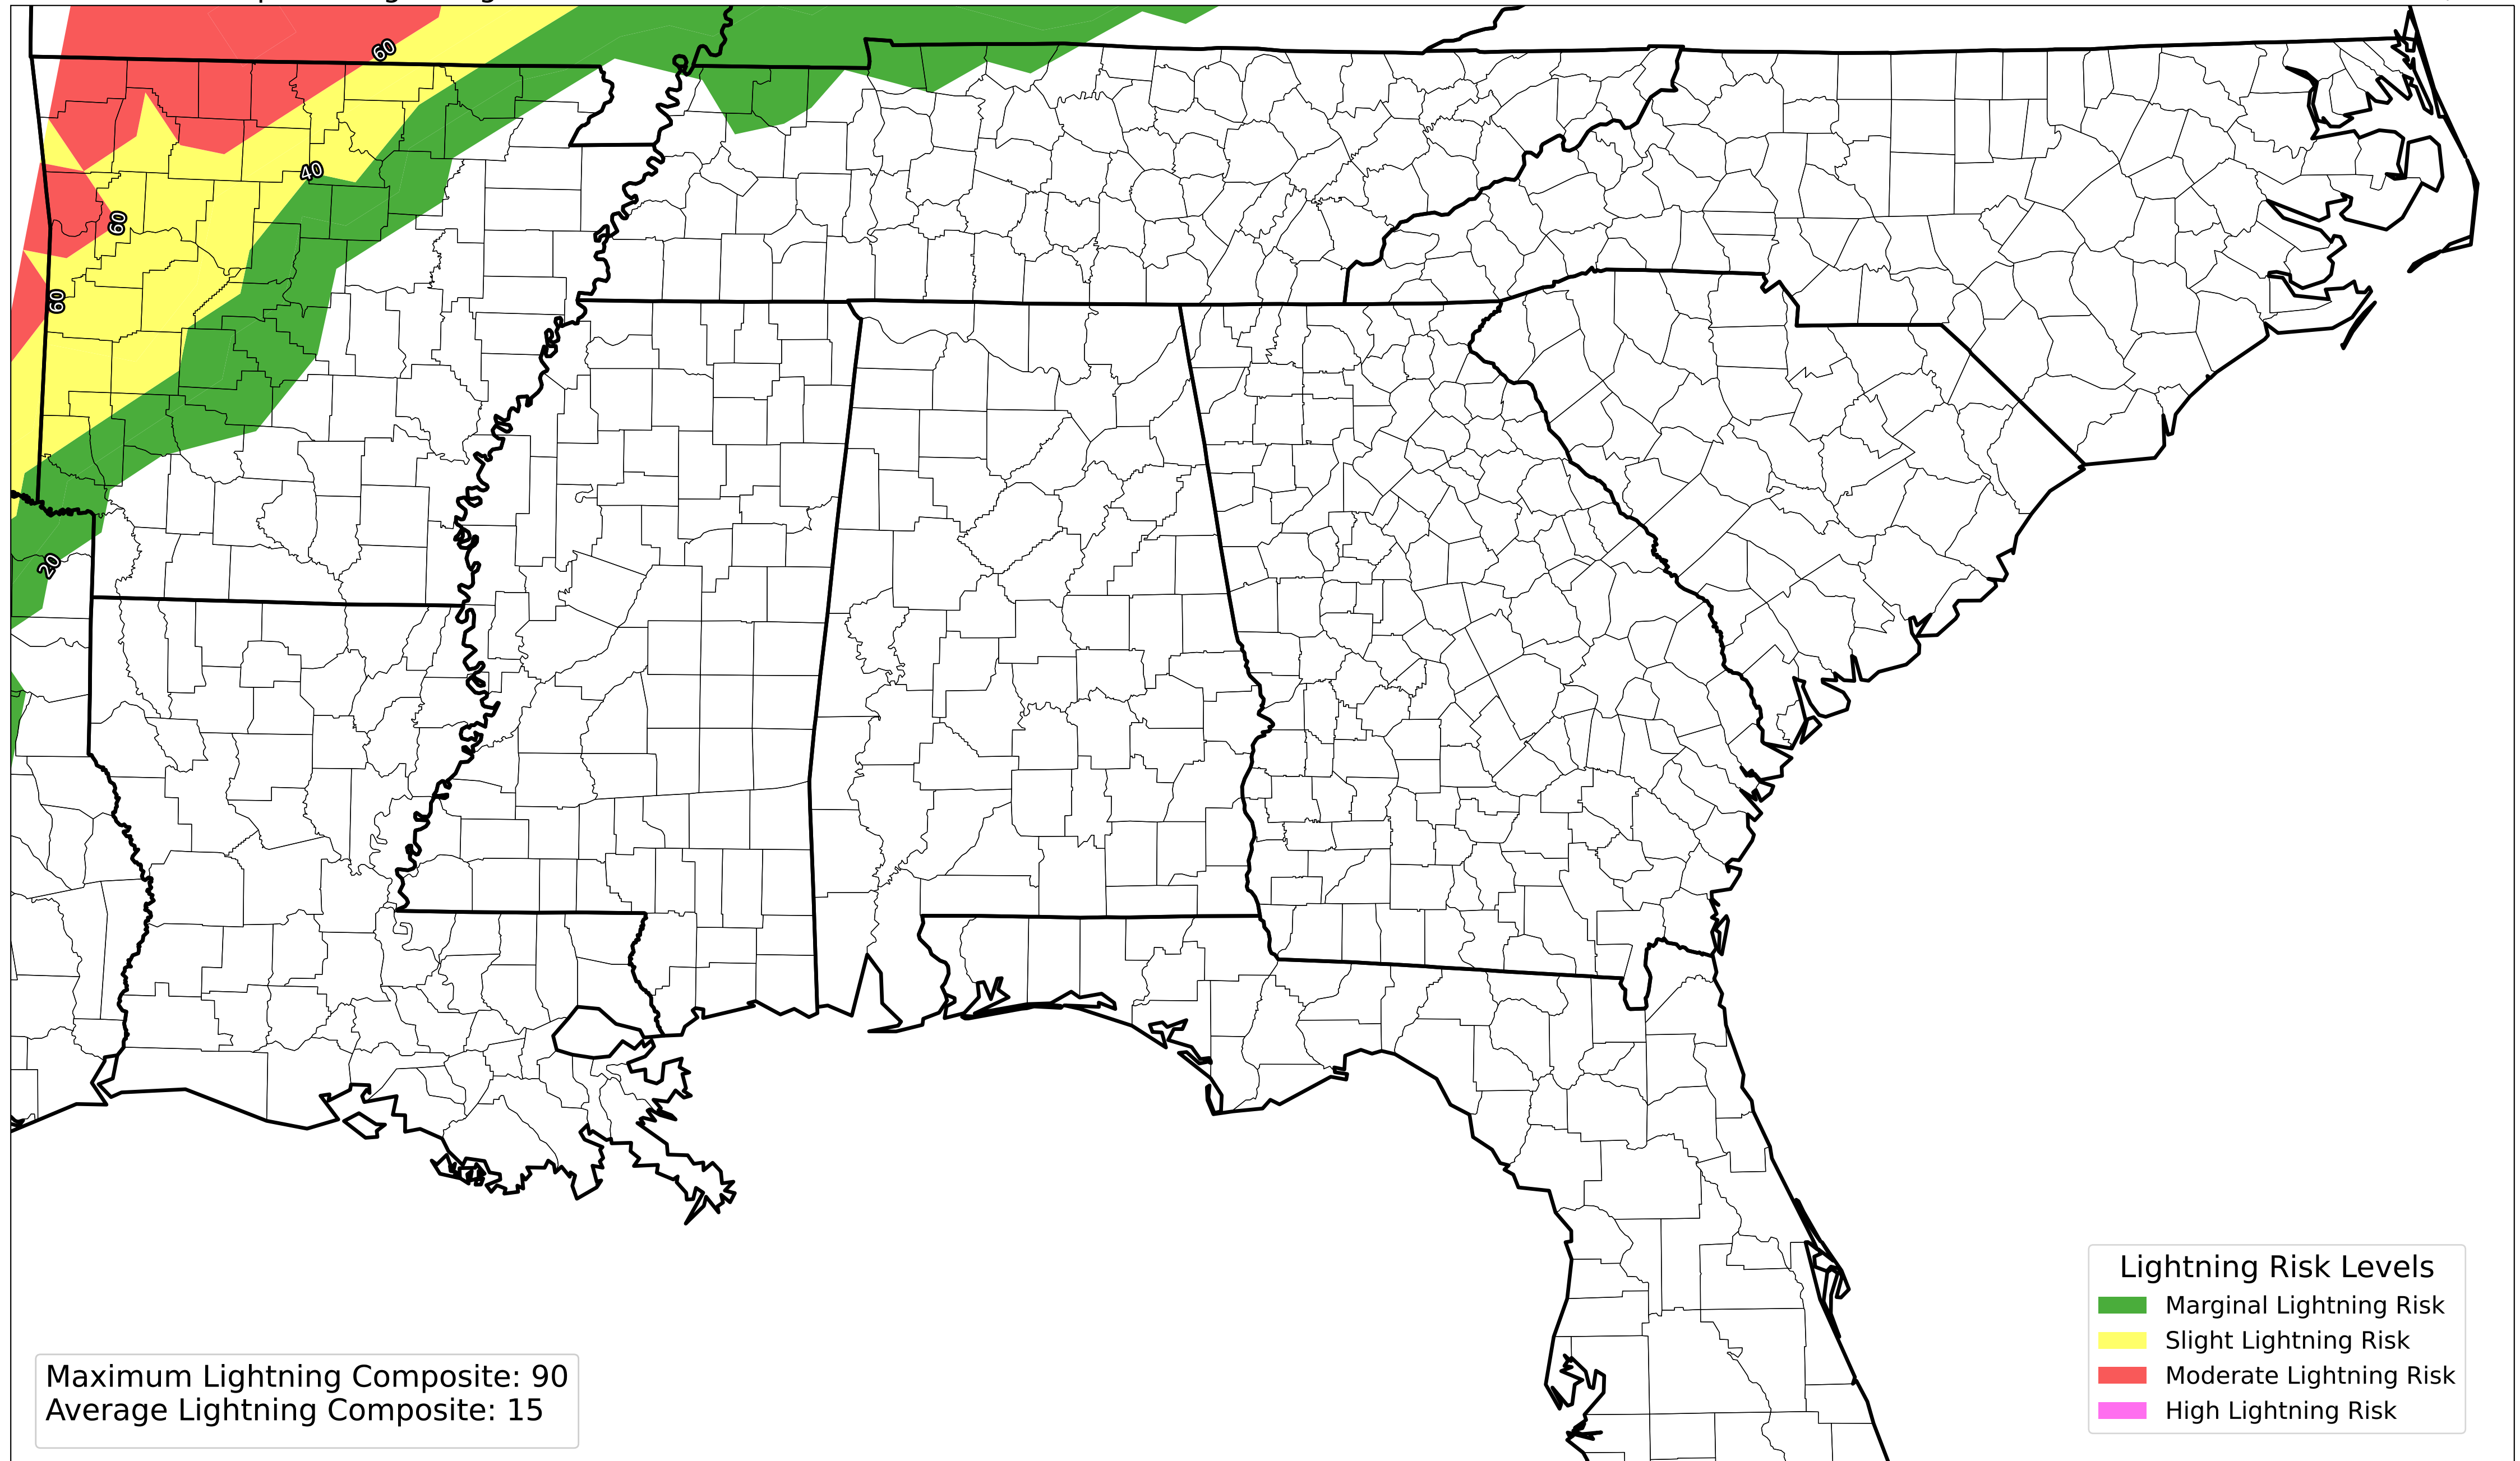 60
40
60
60
20
Lightning Risk Levels
Marginal Lightning Risk
Slight Lightning Risk
Moderate Lightning Risk
High Lightning Risk
Maximum Lightning Composite: 90
Average Lightning Composite: 15